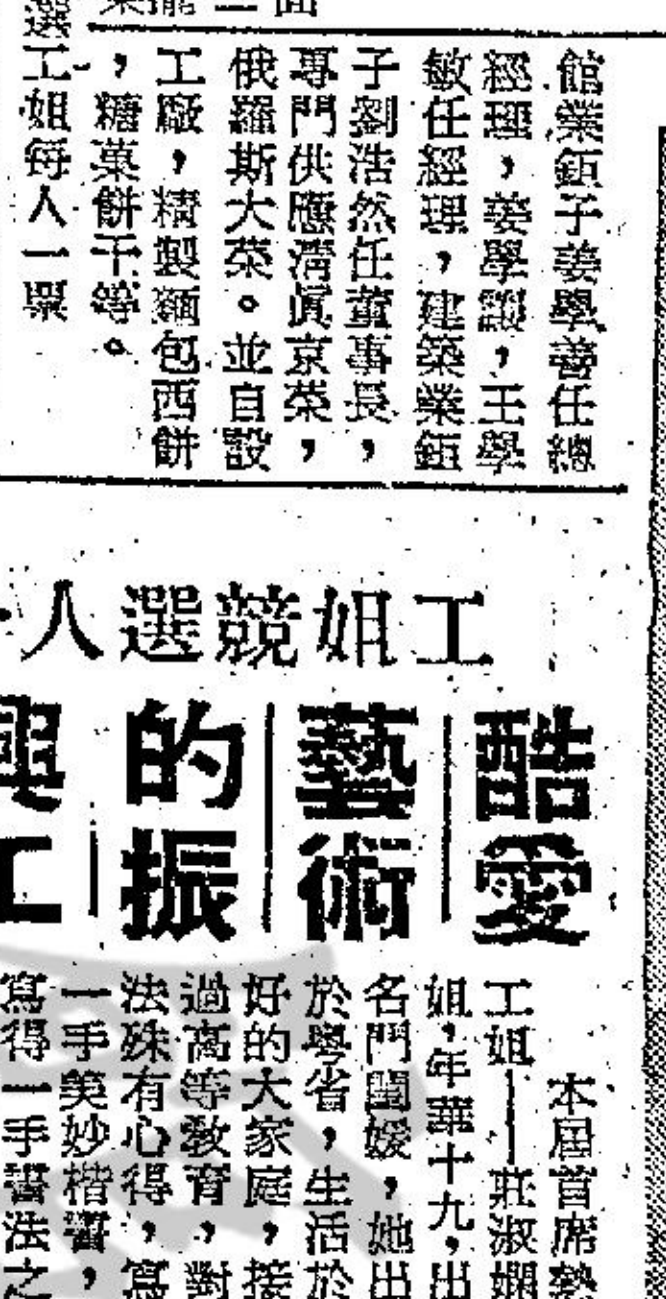 菜擺二面
館業鉅子姜學善任總
經理，姜學，王學
敏任經理，建築業鉅
子劉浩然任董事長，
專門供應清眞京菜，
俄羅斯大菜。並自設
工廠，精製麵包西餅
，糖菓餅干等。
選工姐每人一票
工姐競選人
酷愛
藝術
的振
興工
本屆首席
工姐——莊淑嫻
姐，年華十九，出
名門閨媛，她出
於粵省，生活於
好的大家庭，接
過高等教育，對
法殊有心得，寫
一手美妙楷書，
寫得一手書法之